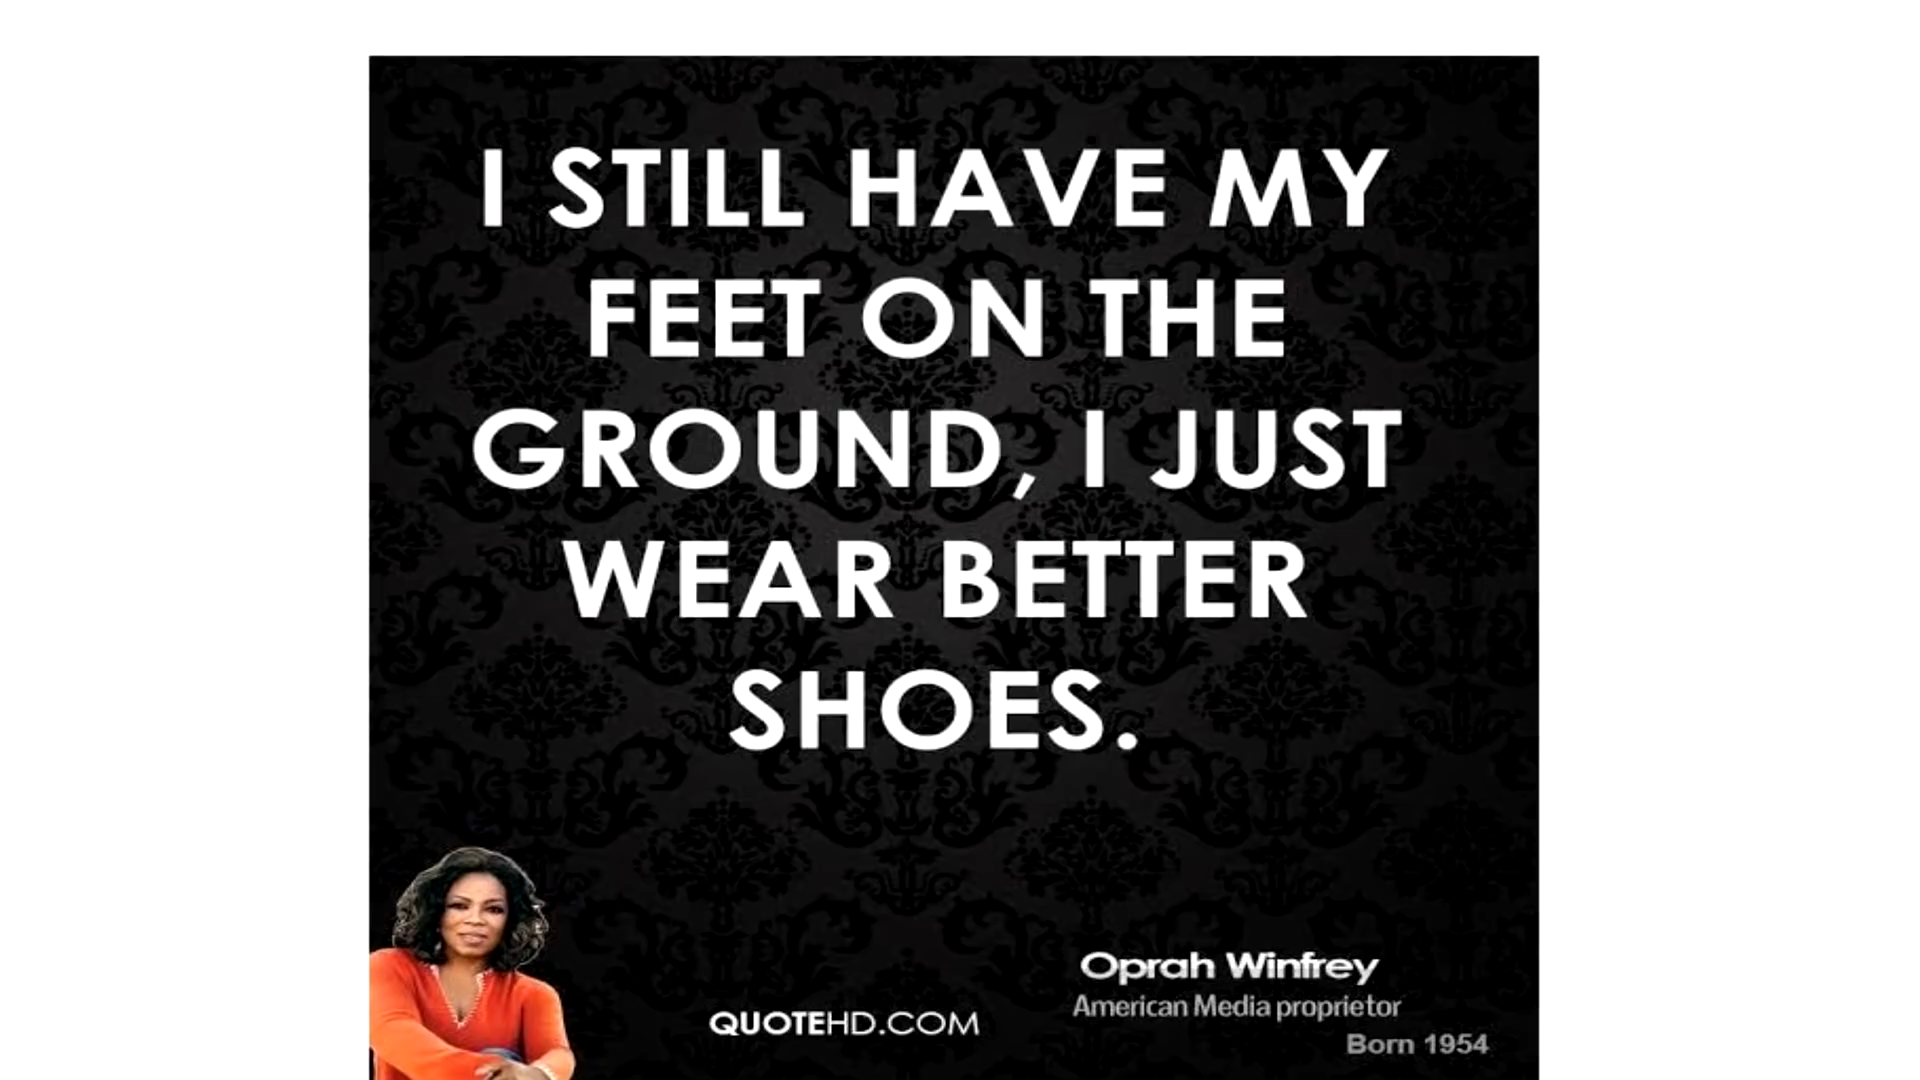 I STILL HAVE MY
FEET ON THE
GROUND, I JUST
WEAR BETTER
SHOES.
Oprah Winfrey
American Media proprietor
QUOTEHD.COM
Born 1954